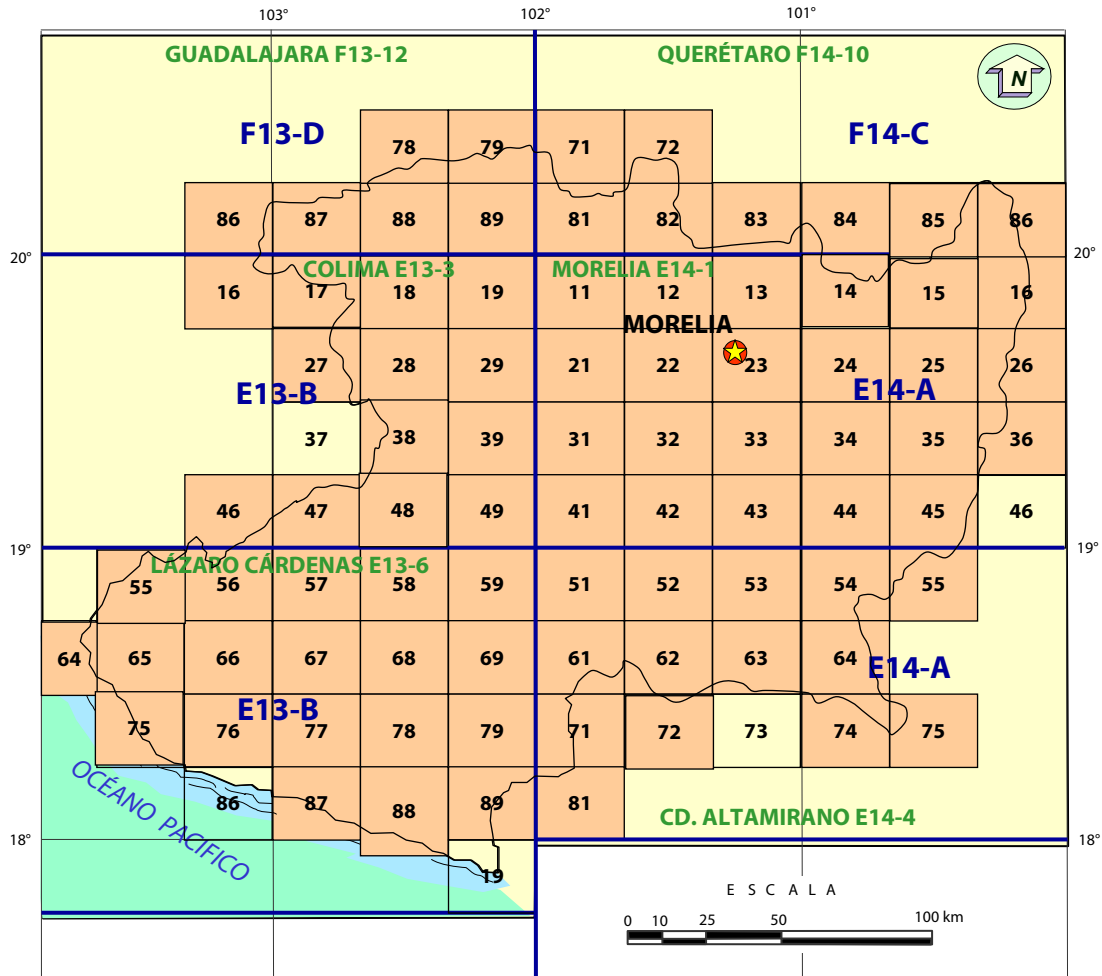 103° 102° 101°
GUADALAJARA F13-12 QUERÉTARO F14-10
N
F13-D F14-C
78 79 71 72
86 87 88 89 81 82 83 84 85 86
20° 20°
COLIMA E13-3 MORELIA E14-1
16 17 18 19 11 12 13 14 15 16
MORELIA
27 28 29 21 22 23 24 25 26
E13-B E14-A
37 38 39 31 32 33 34 35 36
46 47 48 49 41 42 43 44 45 46
19° 19°
LÁZARO CÁRDENAS E13-6
55 56 57 58 59 51 52 53 54 55
64 65 66 67 68 69 61 62 63 64
E14-A
E13-B
75 76 77 78 79 71 72 73 74 75
OCÉANO PACIFICO
86 87 88 89 81
CD. ALTAMIRANO E14-4
18° 18°
19
E S C A L A
0 10 25 50 100 km